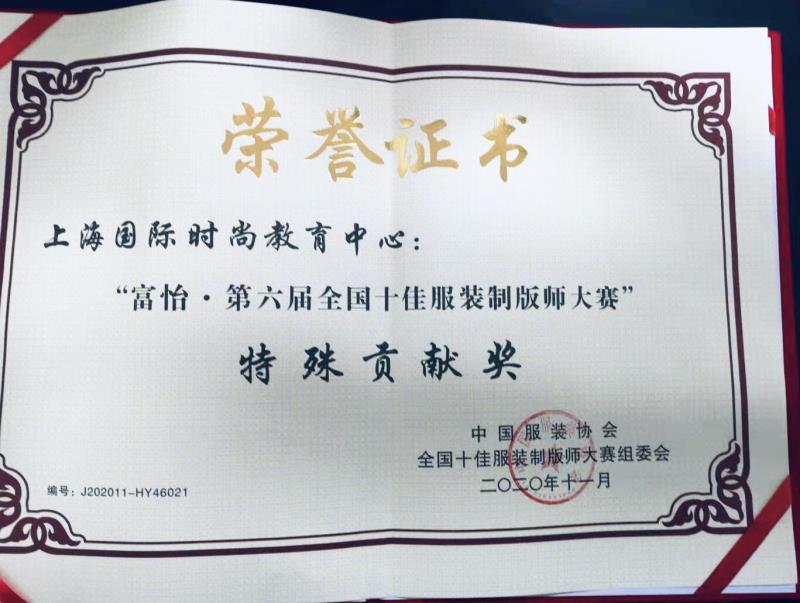 荣誉证书
上海国际时尚教育中心：
“富怡·第六届全国十佳服装制版师大赛”
特殊贡献奖
中国服装协会
全国十佳服装制版师大赛组委会
二〇二〇年十一月
编号：J202011-HY46021